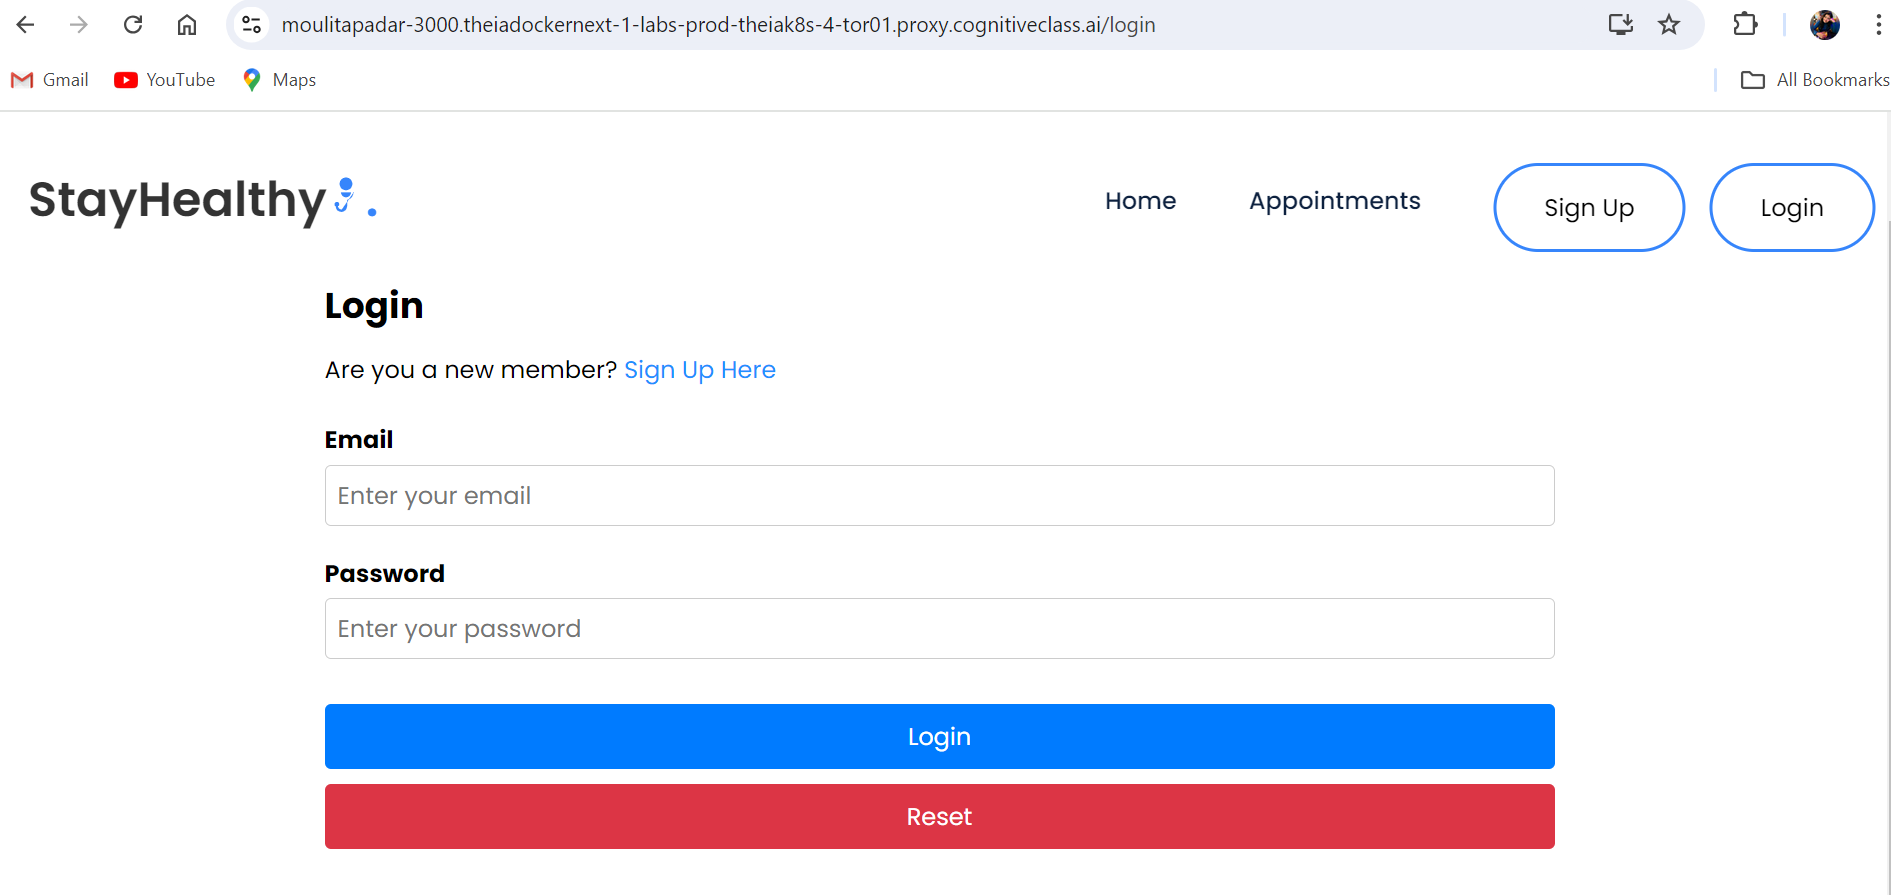 moulitapadar-3000.theiadockernext-1-labs-prod-theiak8s-4-tor01.proxy.cognitiveclass.ai/login
Gmail YouTube Maps All Bookmarks
StayHealthy. Home Appointments Sign Up Login
Login
Are you a new member? Sign Up Here
Email
Enter your email
Password
Enter your password
Login
Reset